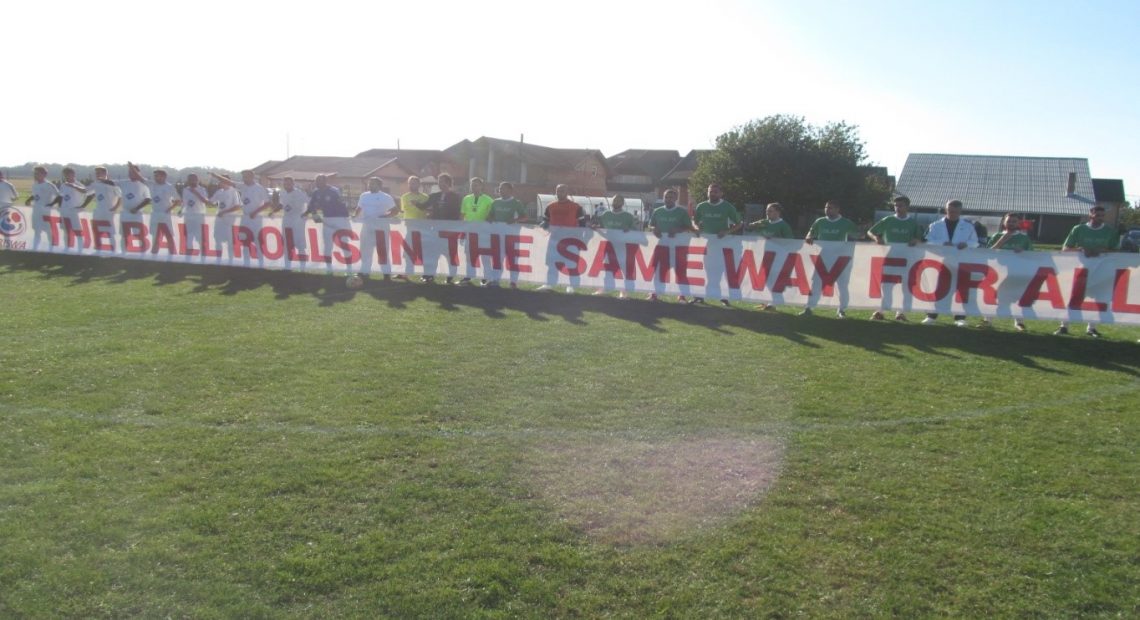 THE BALL ROLLS IN THE SAME WAY FOR ALL